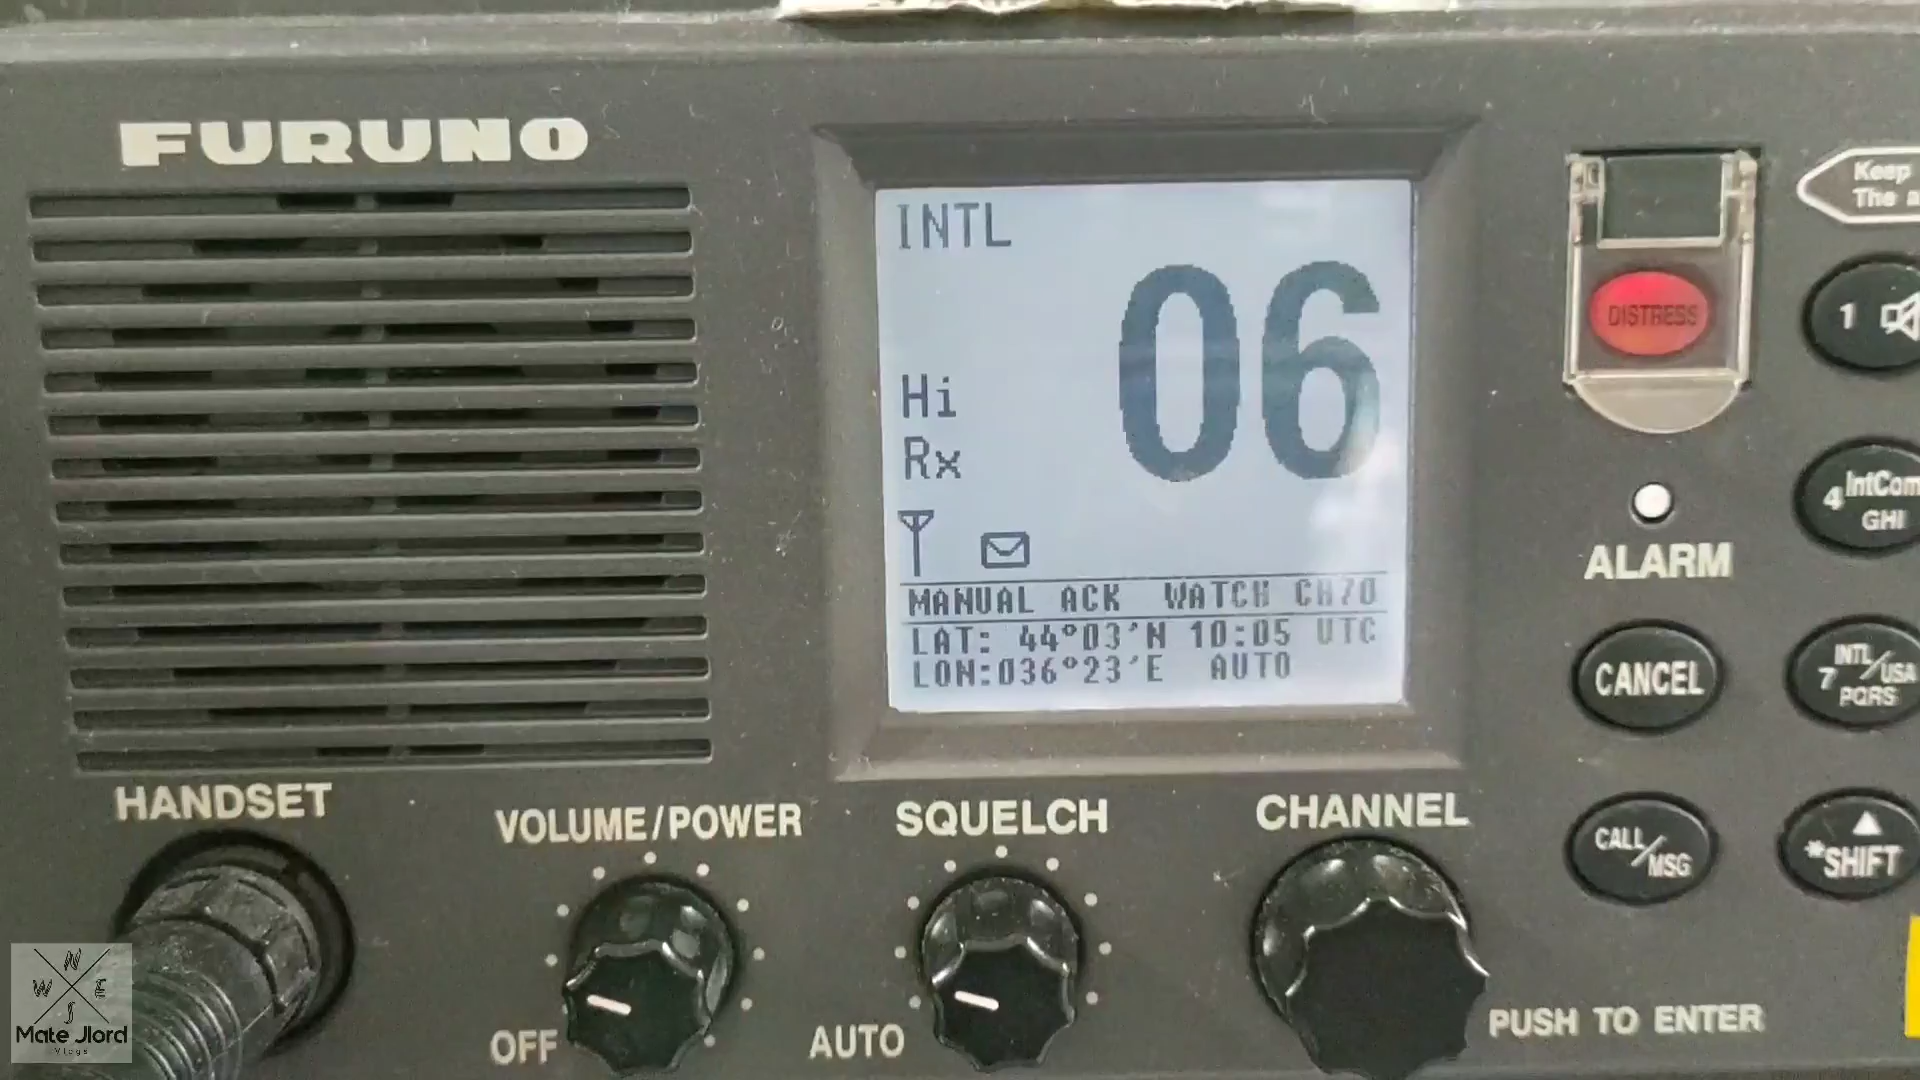 FURUNO
INTL
06
Hi
Rx
MANUAL ACK WATCH CH70
LAT: 44°03'N 10:05 UTC
LON:036°23'E AUTO
DISTRESS
Keep
The a
1
ALARM
4 IntCom
GHI
CANCEL
7 INTL/USA
PQRS
CALL/MSG
*SHIFT
HANDSET
VOLUME/POWER
SQUELCH
CHANNEL
OFF
AUTO
PUSH TO ENTER
N
W E
S
Mate Jlord
Vlogs